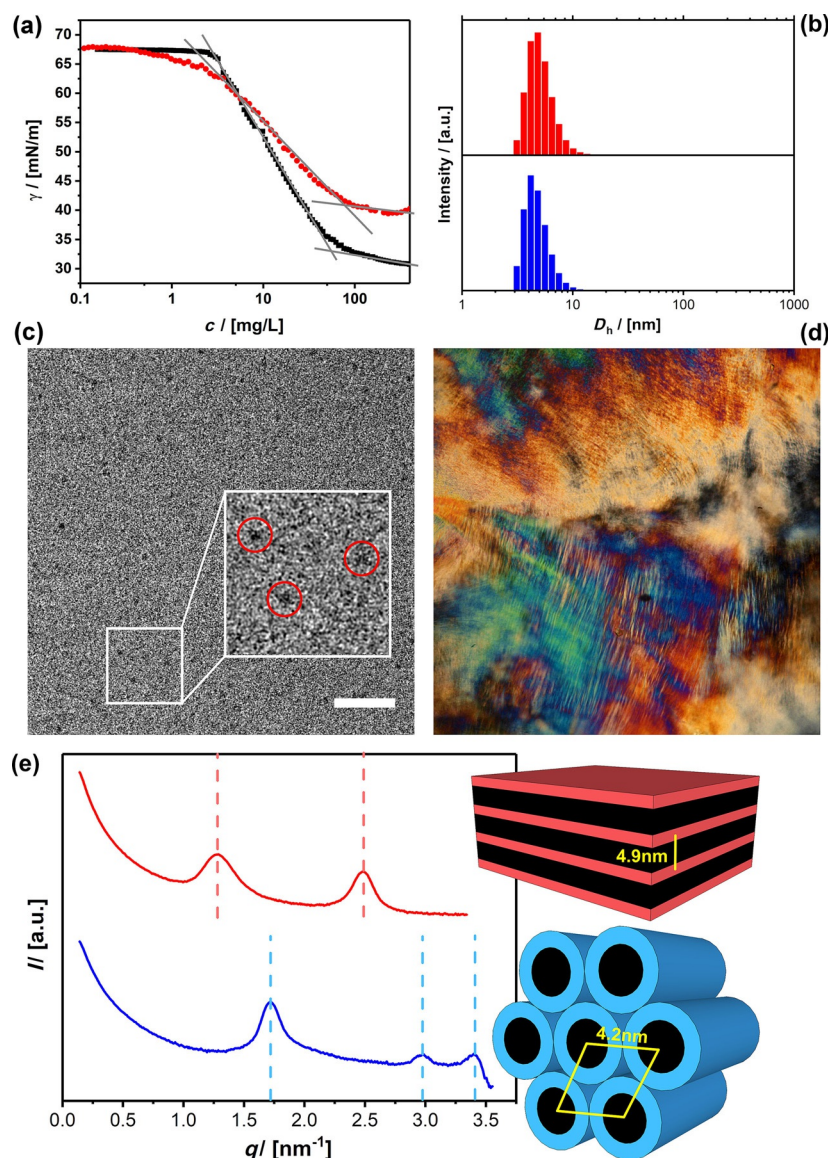 (a)
(b)
70
65
60
55
50
45
40
35
30
γ / [mN/m]
0.1 1 10 100
c / [mg/L]
Intensity / [a.u.]
1 10 100 1000
Dₕ / [nm]
(c)
(d)
(e)
I/ [a.u.]
0.0 0.5 1.0 1.5 2.0 2.5 3.0 3.5
q/ [nm⁻¹]
4.9nm
4.2nm